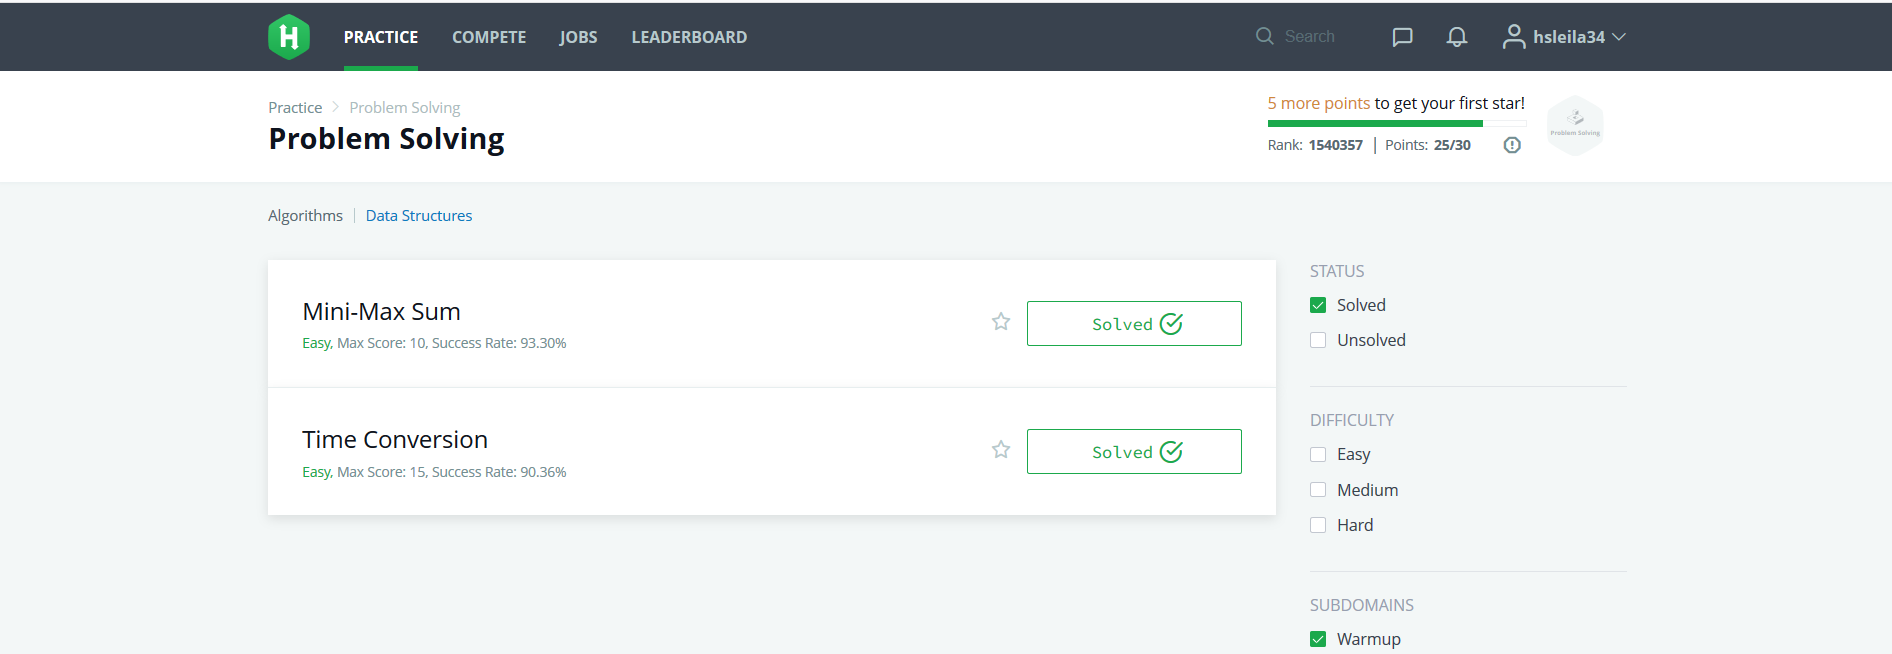 H PRACTICE COMPETE JOBS LEADERBOARD Search hsleila34
Practice Problem Solving
Problem Solving
5 more points to get your first star!
Rank: 1540357 | Points: 25/30
Problem Solving
Algorithms | Data Structures
Mini-Max Sum
Easy, Max Score: 10, Success Rate: 93.30%
Solved
Time Conversion
Easy, Max Score: 15, Success Rate: 90.36%
Solved
STATUS
Solved
Unsolved
DIFFICULTY
Easy
Medium
Hard
SUBDOMAINS
Warmup